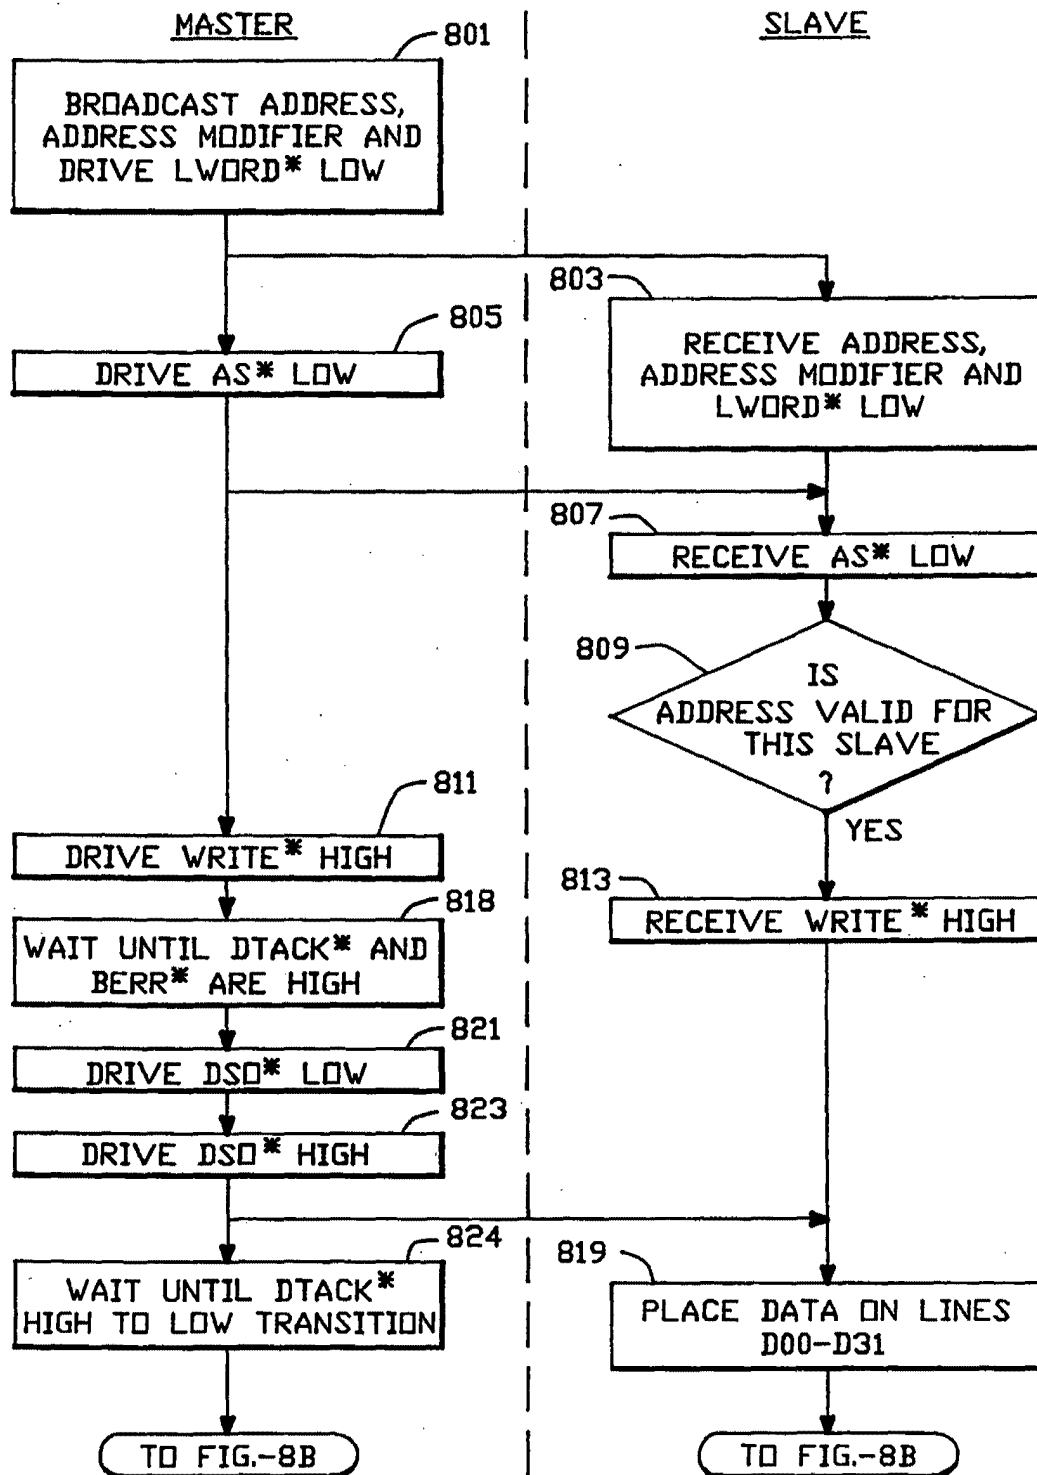 MASTER
SLAVE
801
BROADCAST ADDRESS,
ADDRESS MODIFIER AND
DRIVE LWORD* LOW
803
RECEIVE ADDRESS,
ADDRESS MODIFIER AND
LWORD* LOW
805
DRIVE AS* LOW
807
RECEIVE AS* LOW
809
IS
ADDRESS VALID FOR
THIS SLAVE
?
YES
811
DRIVE WRITE* HIGH
813
RECEIVE WRITE* HIGH
818
WAIT UNTIL DTACK* AND
BERR* ARE HIGH
821
DRIVE DS0* LOW
823
DRIVE DS0* HIGH
824
WAIT UNTIL DTACK*
HIGH TO LOW TRANSITION
819
PLACE DATA ON LINES
D00-D31
TO FIG.-8B
TO FIG.-8B